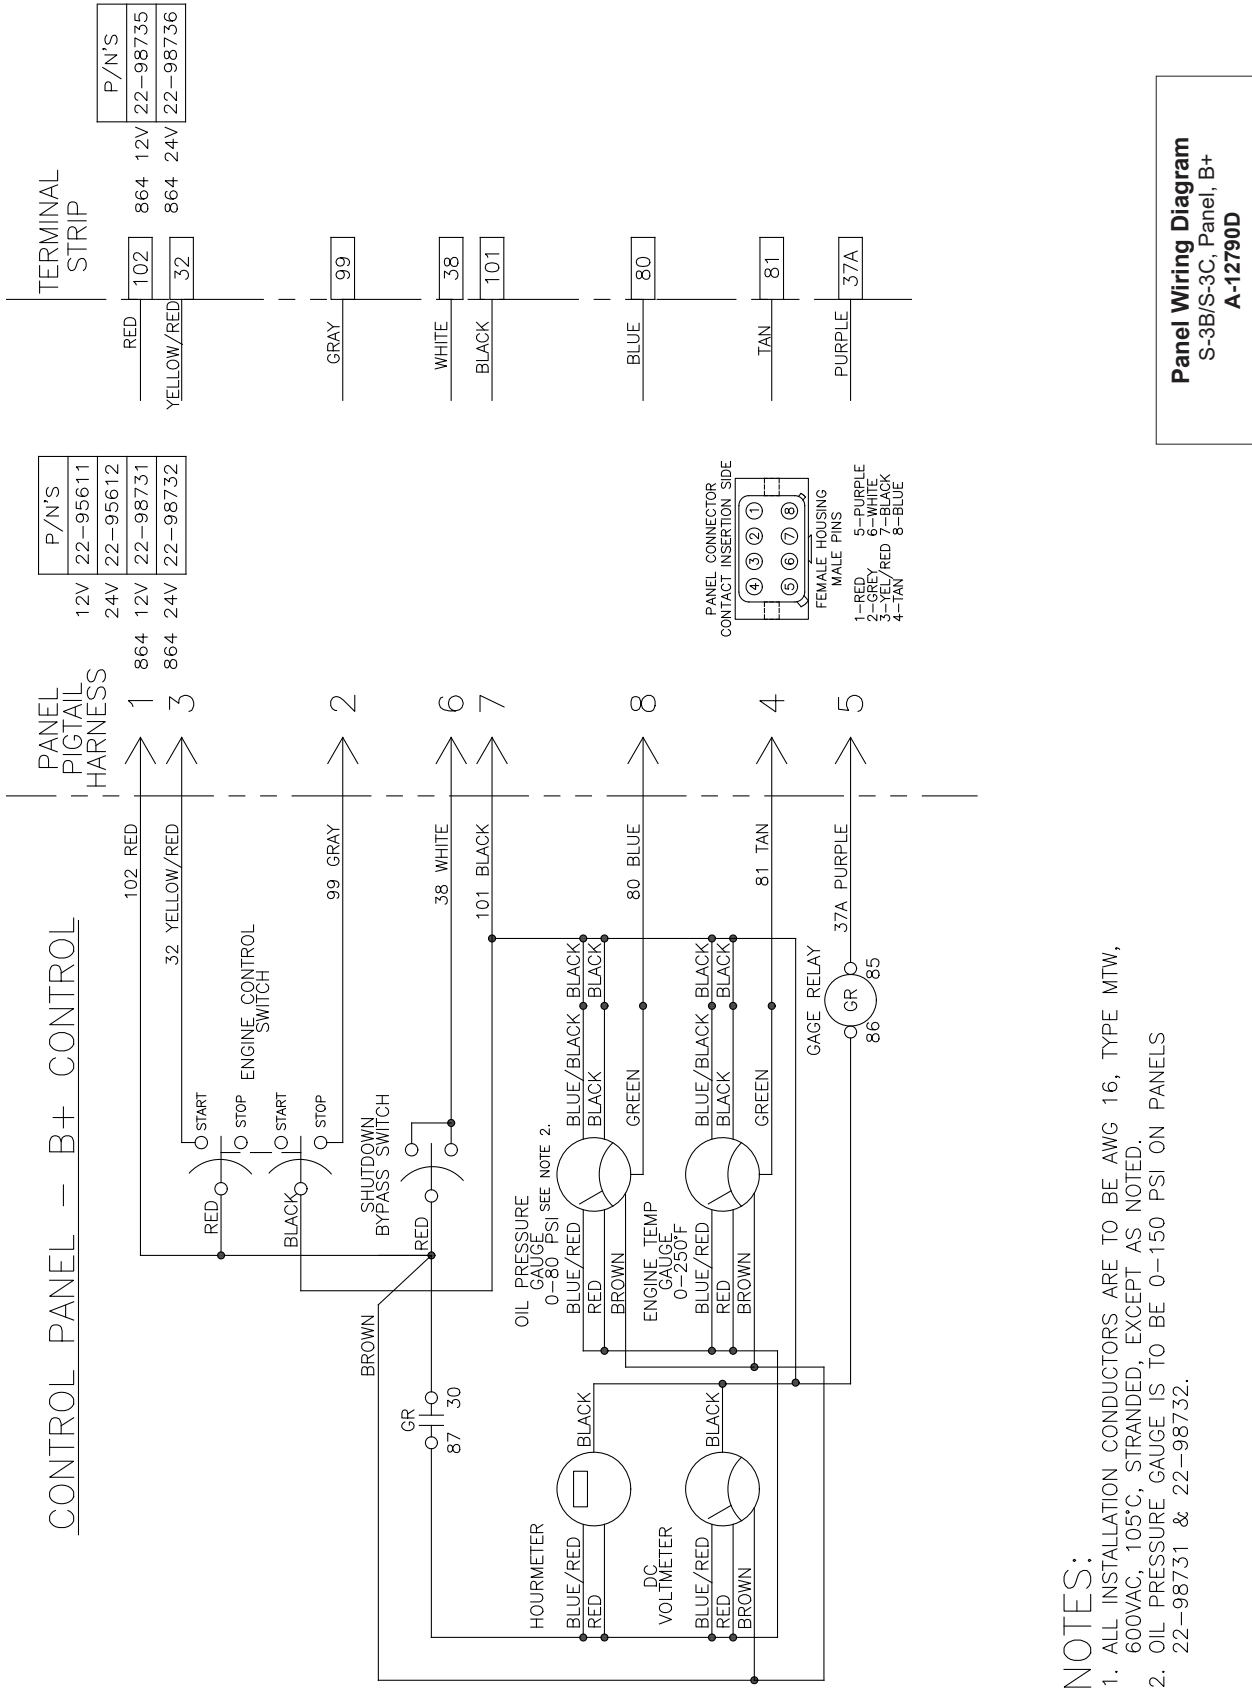 CONTROL PANEL - B+ CONTROL
PANEL
PIGTAIL
HARNESS
TERMINAL
STRIP
P/N'S
12V 22-95611
24V 22-95612
864 12V 22-98731
864 24V 22-98732
P/N'S
864 12V 22-98735
864 24V 22-98736
102 RED
1
RED
102
32 YELLOW/RED
3
YELLOW/RED
32
START
STOP
START
STOP
ENGINE CONTROL
SWITCH
RED
BLACK
99 GRAY
2
GRAY
99
SHUTDOWN
BYPASS SWITCH
RED
38 WHITE
6
WHITE
38
101 BLACK
7
BLACK
101
BROWN
GR
87
30
OIL PRESSURE
GAUGE
0-80 PSI SEE NOTE 2.
BLUE/RED
RED
BROWN
BLUE/BLACK
BLACK
BLACK
BLACK
GREEN
80 BLUE
8
BLUE
80
HOURMETER
BLUE/RED
RED
BLACK
ENGINE TEMP
GAUGE
0-250°F
BLUE/RED
RED
BROWN
BLUE/BLACK
BLACK
BLACK
BLACK
GREEN
81 TAN
4
TAN
81
DC
VOLTMETER
BLUE/RED
RED
BROWN
BLACK
GAGE RELAY
GR
86
85
37A PURPLE
5
PURPLE
37A
PANEL CONNECTOR
CONTACT INSERTION SIDE
4 3 2 1
5 6 7 8
FEMALE HOUSING
MALE PINS
1-RED 5-PURPLE
2-GREY 6-WHITE
3-YEL/RED 7-BLACK
4-TAN 8-BLUE
NOTES:
1. ALL INSTALLATION CONDUCTORS ARE TO BE AWG 16, TYPE MTW,
600VAC, 105°C, STRANDED, EXCEPT AS NOTED.
2. OIL PRESSURE GAUGE IS TO BE 0-150 PSI ON PANELS
22-98731 & 22-98732.
Panel Wiring Diagram
S-3B/S-3C, Panel, B+
A-12790D